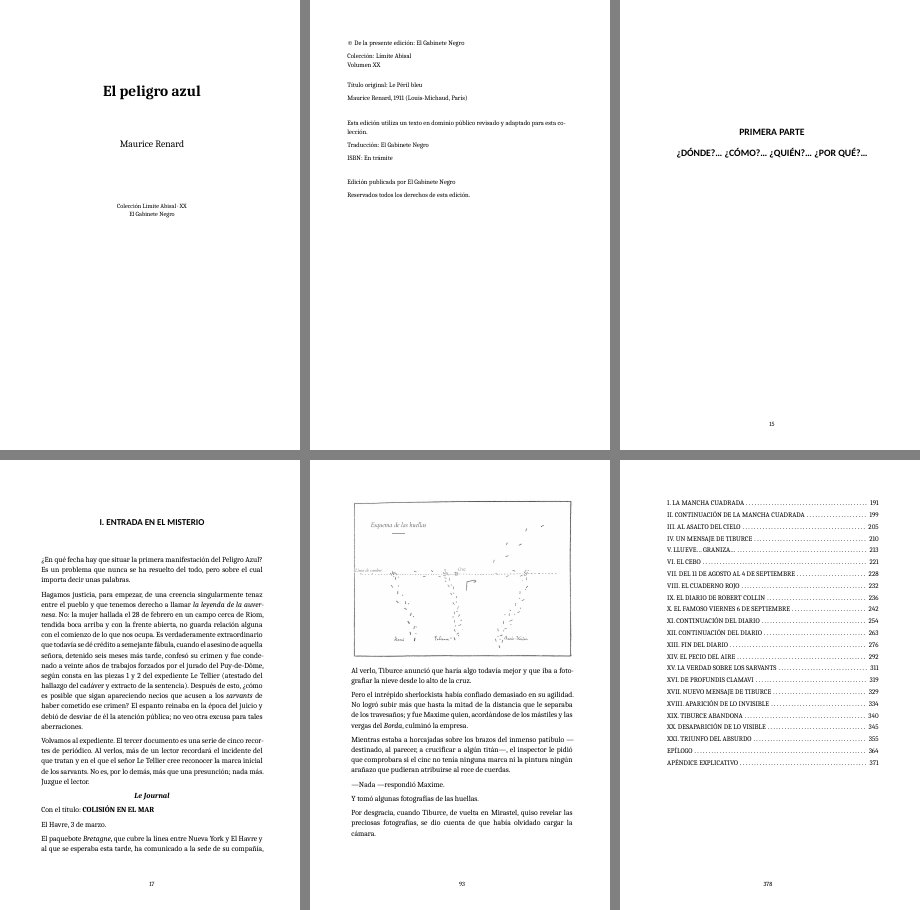 El peligro azul
Maurice Renard
Colección Límite Abisal- XX
El Gabinete Negro
© De la presente edición: El Gabinete Negro
Colección: Límite Abisal
Volumen XX
Título original: Le Péril bleu
Maurice Renard, 1911 (Louis-Michaud, París)
Esta edición utiliza un texto en dominio público revisado y adaptado para esta co-
lección.
Traducción: El Gabinete Negro
ISBN: En trámite
Edición publicada por El Gabinete Negro
Reservados todos los derechos de esta edición.
PRIMERA PARTE
¿DÓNDE?... ¿CÓMO?... ¿QUIÉN?... ¿POR QUÉ?...
15
I. ENTRADA EN EL MISTERIO
¿En qué fecha hay que situar la primera manifestación del Peligro Azul?
Es un problema que nunca se ha resuelto del todo, pero sobre el cual
importa decir unas palabras.
Hagamos justicia, para empezar, de una creencia singularmente tenaz
entre el pueblo y que tenemos derecho a llamar la leyenda de la auver-
nesa. No: la mujer hallada el 28 de febrero en un campo cerca de Riom,
tendida boca arriba y con la frente abierta, no guarda relación alguna
con el comienzo de lo que nos ocupa. Es verdaderamente extraordinario
que todavía se dé crédito a semejante fábula, cuando el asesino de aquella
señora, detenido seis meses más tarde, confesó su crimen y fue conde-
nado a veinte años de trabajos forzados por el jurado del Puy-de-Dôme,
según consta en las piezas 1 y 2 del expediente Le Tellier (atestado del
hallazgo del cadáver y extracto de la sentencia). Después de esto, ¿cómo
es posible que sigan apareciendo necios que acusen a los sarvants de
haber cometido ese crimen? El espanto reinaba en la época del juicio y
debió de desviar de él la atención pública; no veo otra excusa para tales
aberraciones.
Volvamos al expediente. El tercer documento es una serie de cinco recor-
tes de periódico. Al verlos, más de un lector recordará el incidente del
que tratan y en el que el señor Le Tellier cree reconocer la marca inicial
de los sarvants. No es, por lo demás, más que una presunción; nada más.
Juzgue el lector.
Le Journal
Con el título: COLISIÓN EN EL MAR
El Havre, 3 de marzo.
El paquebote Bretagne, que cubre la línea entre Nueva York y El Havre y
al que se esperaba esta tarde, ha comunicado a la sede de su compañía,
17
Esquema de las huellas
Cruz
Al verlo, Tiburce anunció que haría algo todavía mejor y que iba a foto-
grafiar la nieve desde lo alto de la cruz.
Pero el intrépido sherlockista había confiado demasiado en su agilidad.
No logró subir más que hasta la mitad de la distancia que le separaba
de los travesaños; y fue Maxime quien, acordándose de los mástiles y las
vergas del Borda, culminó la empresa.
Mientras estaba a horcajadas sobre los brazos del inmenso patíbulo —
destinado, al parecer, a crucificar a algún titán—, el inspector le pidió
que comprobara si el cinc no tenía ninguna marca ni la pintura ningún
arañazo que pudieran atribuirse al roce de cuerdas.
—Nada —respondió Maxime.
Y tomó algunas fotografías de las huellas.
Por desgracia, cuando Tiburce, de vuelta en Mirastel, quiso revelar las
preciosas fotografías, se dio cuenta de que había olvidado cargar la
cámara.
93
I. LA MANCHA CUADRADA 191
II. CONTINUACIÓN DE LA MANCHA CUADRADA 199
III. AL ASALTO DEL CIELO 205
IV. UN MENSAJE DE TIBURCE 210
V. LLUEVE... GRANIZA... 213
VI. EL CEBO 221
VII. DEL 11 DE AGOSTO AL 4 DE SEPTIEMBRE 228
VIII. EL CUADERNO ROJO 232
IX. EL DIARIO DE ROBERT COLLIN 236
X. EL FAMOSO VIERNES 6 DE SEPTIEMBRE 242
XI. CONTINUACIÓN DEL DIARIO 254
XII. CONTINUACIÓN DEL DIARIO 263
XIII. FIN DEL DIARIO 276
XIV. EL PECIO DEL AIRE 292
XV. LA VERDAD SOBRE LOS SARVANTS 311
XVI. DE PROFUNDIS CLAMAVI 319
XVII. NUEVO MENSAJE DE TIBURCE 329
XVIII. APARICIÓN DE LO INVISIBLE 334
XIX. TIBURCE ABANDONA 340
XX. DESAPARICIÓN DE LO VISIBLE 345
XXI. TRIUNFO DEL ABSURDO 355
EPÍLOGO 364
APÉNDICE EXPLICATIVO 371
378